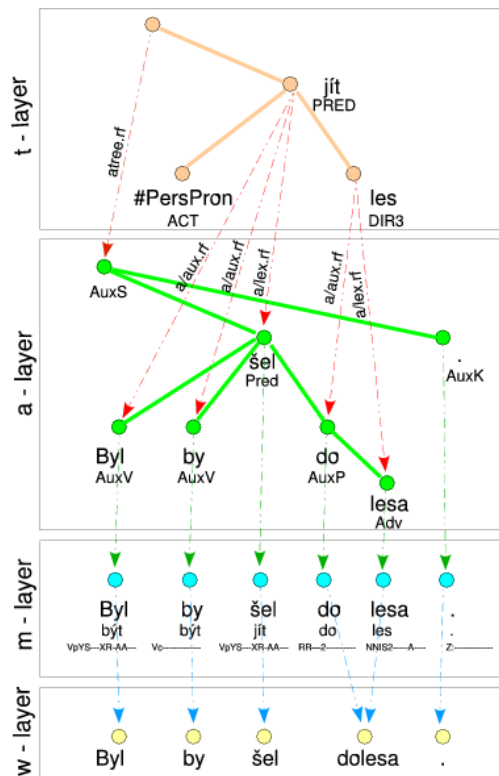 t - layer
jít
PRED
atree.rf
#PersPron
ACT
les
DIR3
a/aux.rf
a/aux.rf
a/lex.rf
a/aux.rf
a/lex.rf
a - layer
AuxS
šel
Pred
.
AuxK
Byl
AuxV
by
AuxV
do
AuxP
lesa
Adv
m - layer
Byl by šel do lesa .
být být jít do les .
VpYS---XR-AA--- Vc------------- VpYS---XR-AA--- RR---2---------- NNIS2-----A---- Z:-------------
w - layer
Byl by šel dolesa .